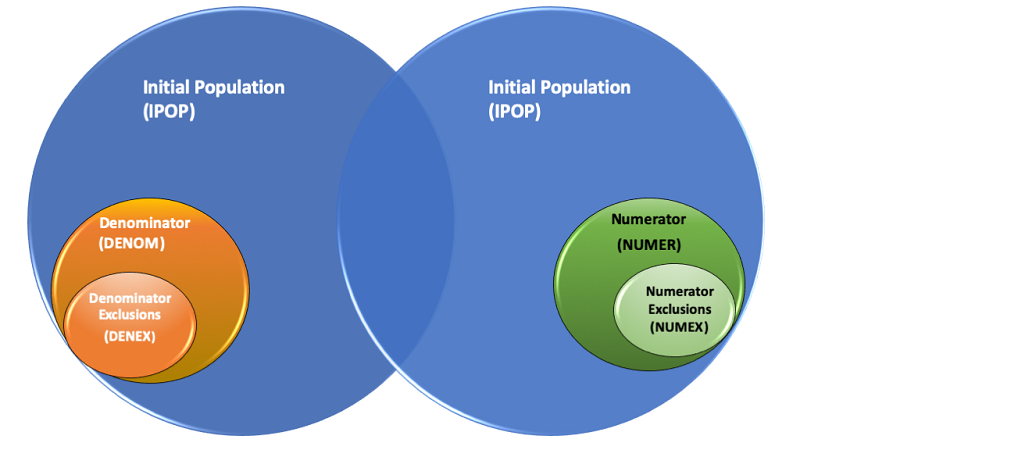 Initial Population
(IPOP)
Initial Population
(IPOP)
Denominator
(DENOM)
Denominator
Exclusions
(DENEX)
Numerator
(NUMER)
Numerator
Exclusions
(NUMEX)